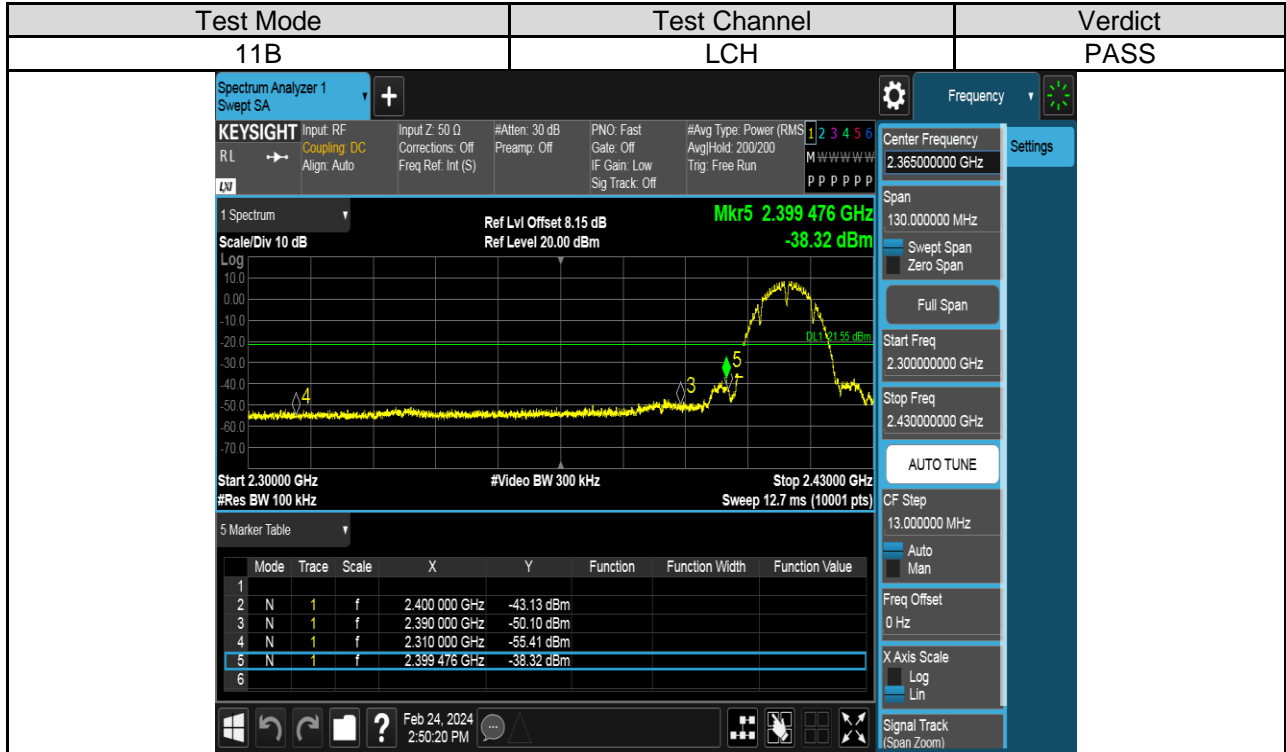 Test Mode Test Channel Verdict
11B LCH PASS
Spectrum Analyzer 1
Swept SA
+
Frequency
KEYSIGHT Input: RF Input Z: 50 Ω #Atten: 30 dB PNO: Fast #Avg Type: Power (RMS 1 2 3 4 5 6
RL Coupling: DC Corrections: Off Preamp: Off Gate: Off Avg|Hold: 200/200 M W W W W W
Align: Auto Freq Ref: Int (S) IF Gain: Low Trig: Free Run
LXI Sig Track: Off P P P P P P
Center Frequency
2.365000000 GHz
Settings
Span
130.000000 MHz
Swept Span
Zero Span
Full Span
Start Freq
2.300000000 GHz
Stop Freq
2.430000000 GHz
AUTO TUNE
CF Step
13.000000 MHz
Auto
Man
Freq Offset
0 Hz
X Axis Scale
Log
Lin
Signal Track
(Span Zoom)
1 Spectrum Ref Lvl Offset 8.15 dB Mkr5 2.399 476 GHz
Scale/Div 10 dB Ref Level 20.00 dBm -38.32 dBm
Log
10.0
0.00
-10.0
-20.0
DL1 -21.55 dBm
-30.0
5
-40.0
4
3
-50.0
-60.0
-70.0
Start 2.30000 GHz #Video BW 300 kHz Stop 2.43000 GHz
#Res BW 100 kHz Sweep 12.7 ms (10001 pts)
5 Marker Table
Mode Trace Scale X Y Function Function Width Function Value
1
2 N 1 f 2.400 000 GHz -43.13 dBm
3 N 1 f 2.390 000 GHz -50.10 dBm
4 N 1 f 2.310 000 GHz -55.41 dBm
5 N 1 f 2.399 476 GHz -38.32 dBm
6
? Feb 24, 2024
2:50:20 PM